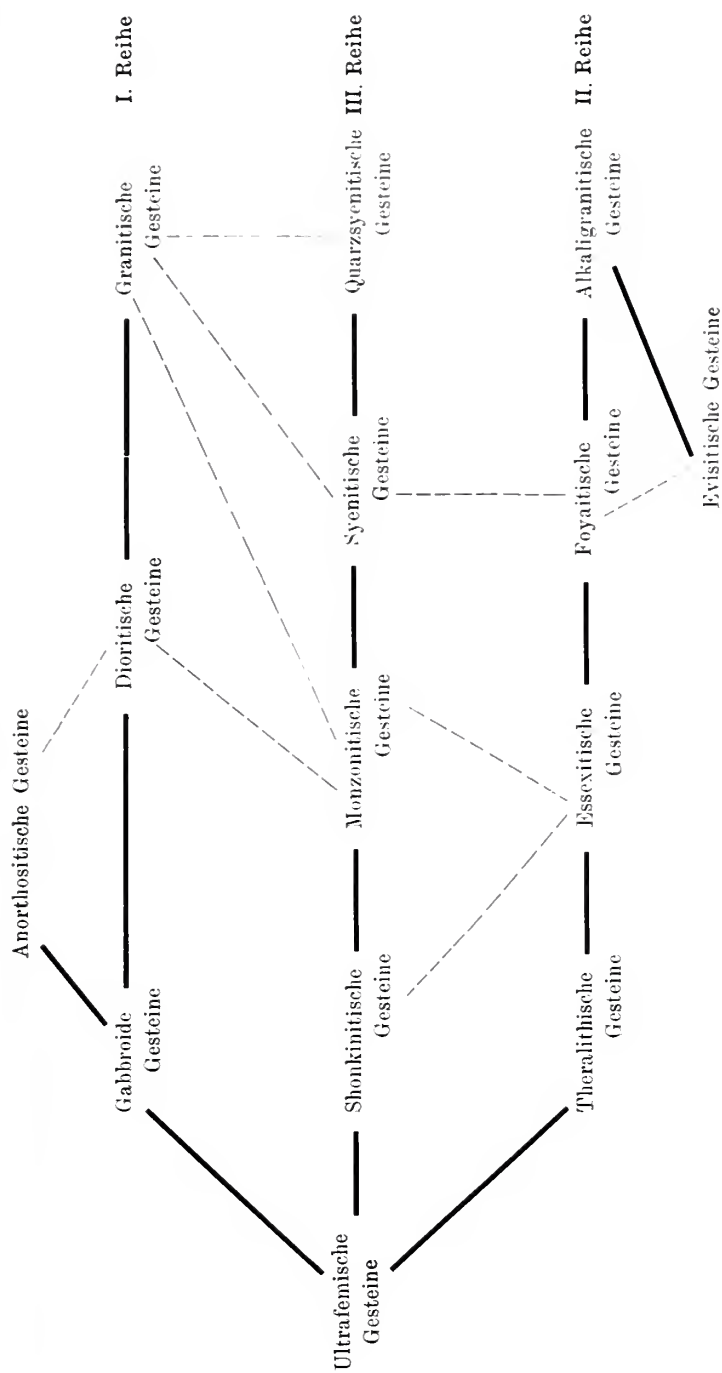 Anorthositische Gesteine
Gabbroide
Gesteine
Dioritische
Gesteine
Granitische
Gesteine
I. Reihe
Ultrafemische
Gesteine
Shonkinitische
Gesteine
Monzonitische
Gesteine
Syenitische
Gesteine
Quarzsyenitische
Gesteine
III. Reihe
Theralithische
Gesteine
Essexitische
Gesteine
Foyaitische
Gesteine
Alkaligranitische
Gesteine
II. Reihe
Evisitische Gesteine